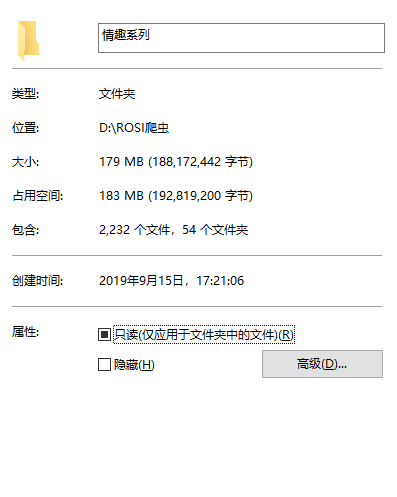 情趣系列
类型: 文件夹
位置: D:\ROSI爬虫
大小: 179 MB (188,172,442 字节)
占用空间: 183 MB (192,819,200 字节)
包含: 2,232 个文件，54 个文件夹
创建时间: 2019年9月15日，17:21:06
属性: 只读(仅应用于文件夹中的文件)(R)
隐藏(H) 高级(D)...